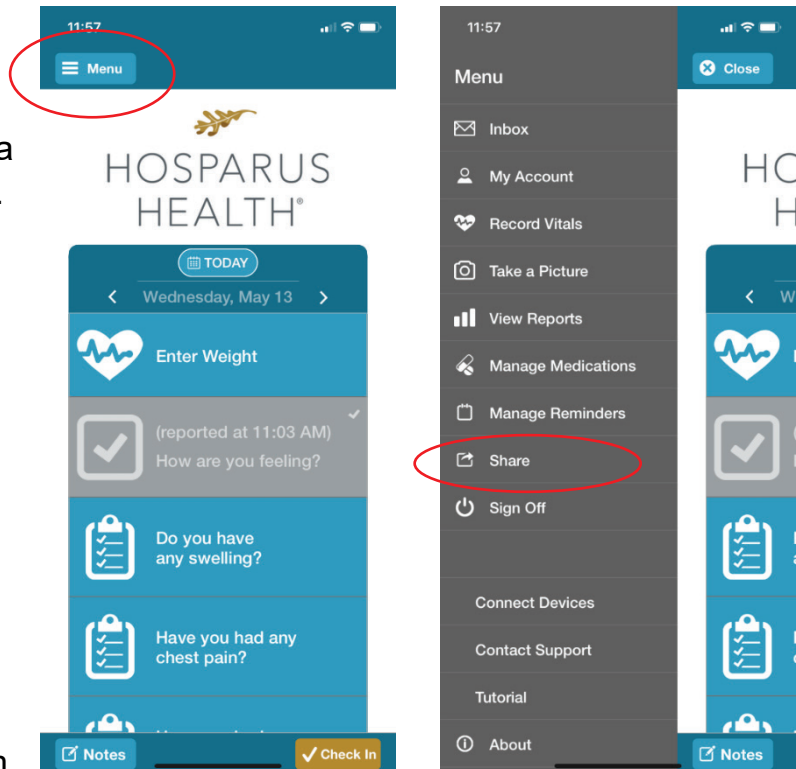 a
.
n
11:57
Menu
HOSPARUS
HEALTH®
TODAY
Wednesday, May 13
Enter Weight
(reported at 11:03 AM)
How are you feeling?
Do you have
any swelling?
Have you had any
chest pain?
Notes
Check In
11:57
Menu
Inbox
My Account
Record Vitals
Take a Picture
View Reports
Manage Medications
Manage Reminders
Share
Sign Off
Connect Devices
Contact Support
Tutorial
About
Close
HO
H
W
Notes